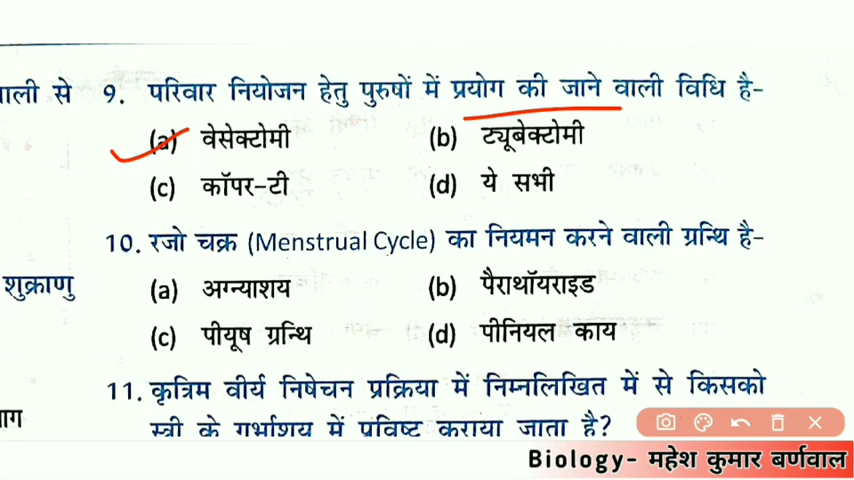 ाली से 9. परिवार नियोजन हेतु पुरुषों में प्रयोग की जाने वाली विधि है-
(a) वेसेक्टोमी (b) ट्यूबेक्टोमी
(c) कॉपर-टी (d) ये सभी
10. रजो चक्र (Menstrual Cycle) का नियमन करने वाली ग्रन्थि है-
शुक्राणु (a) अग्न्याशय (b) पैराथॉयराइड
(c) पीयूष ग्रन्थि (d) पीनियल काय
11. कृत्रिम वीर्य निषेचन प्रक्रिया में निम्नलिखित में से किसको
ाग स्त्री के गर्भाशय में प्रविष्ट कराया जाता है?
Biology- महेश कुमार बर्णवाल